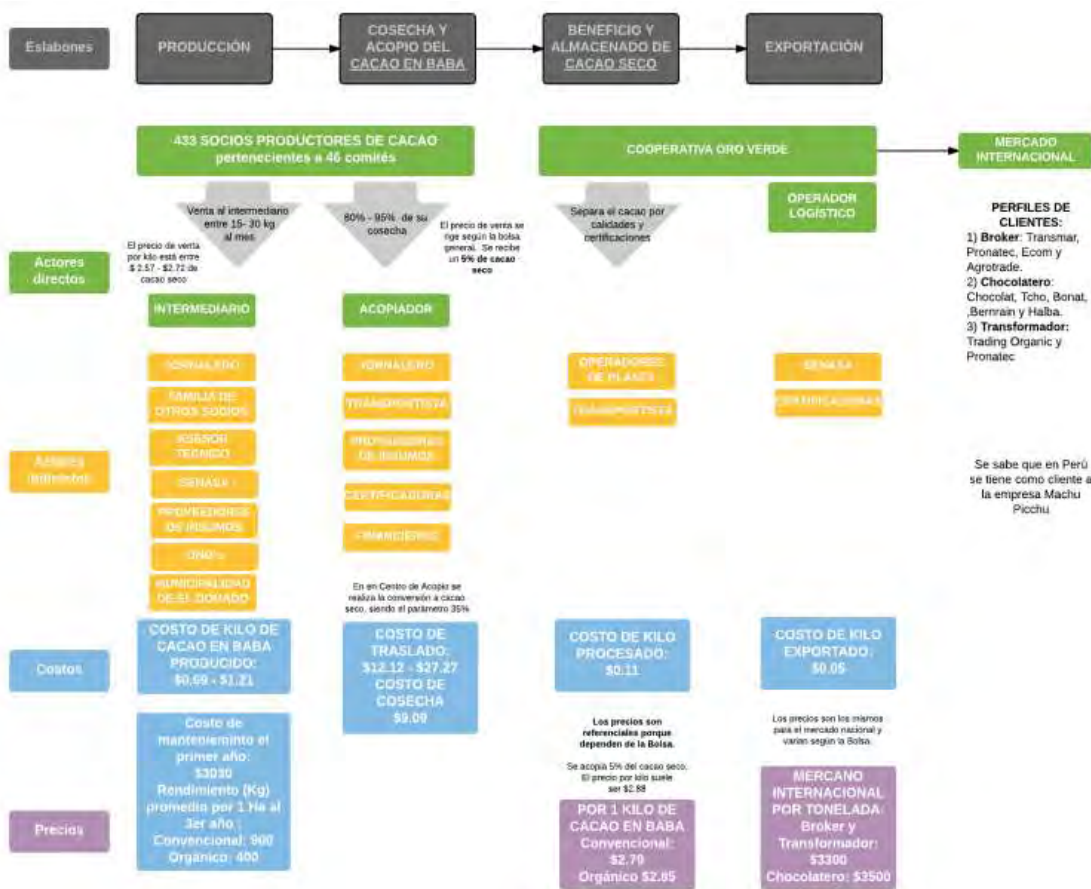 Eslabones
PRODUCCIÓN
COSECHA Y
ACOPIO DEL
CACAO EN BABA
BENEFICIO Y
ALMACENADO DE
CACAO SECO
EXPORTACIÓN
433 SOCIOS PRODUCTORES DE CACAO
pertenecientes a 46 comités
COOPERATIVA ORO VERDE
MERCADO
INTERNACIONAL
Actores
directos
Venta al intermediario
entre 15- 30 kg
al mes
El precio de venta
por kilo está entre
$ 2.57 - $2.72 de
cacao seco
80% - 95% de su
cosecha
El precio de venta se
rige según la bolsa
general. Se recibe
un 5% de cacao
seco
Separa el cacao por
calidades y
certificaciones
OPERADOR
LOGÍSTICO
INTERMEDIARIO
ACOPIADOR
PERFILES DE
CLIENTES:
1) Broker: Transmar,
Pronatec, Ecom y
Agrotrade.
2) Chocolatero:
Chocolat, Tcho, Bonat,
,Bernrain y Halba.
3) Transformador:
Trading Organic y
Pronatec
Actores
indirectos
JORNALERO
FAMILIA DE
OTROS SOCIOS
ASESOR
TECNICO
SENASA
PROVEEDORES
DE INSUMOS
ONG's
MUNICIPALIDAD
DE EL DORADO
JORNALERO
TRANSPORTISTA
PROVEEDORES
DE INSUMOS
CERTIFICADORAS
FINANCIEROS
En en Centro de Acopio se
realiza la conversión a cacao
seco, siendo el parámetro 35%
OPERADORES
DE PLANTA
TRANSPORTISTA
SENASA
CERTIFICADORAS
Se sabe que en Perú
se tiene como cliente a
la empresa Machu
Picchu
Costos
COSTO DE KILO DE
CACAO EN BABA
PRODUCIDO:
$0.69 - $1.21
COSTO DE
TRASLADO:
$12.12 - $27.27
COSTO DE
COSECHA
$9.09
COSTO DE KILO
PROCESADO:
$0.11
COSTO DE KILO
EXPORTADO:
$0.05
Costo de
manteneminto el
primer año:
$3030
Rendimiento (Kg)
promedio por 1 Ha al
3er año :
Convencional: 900
Orgánico: 400
Los precios son
referenciales porque
dependen de la Bolsa.
Se acopia 5% del cacao seco.
El precio por kilo suele
ser $2.88
Los precios son los mismos
para el mercado nacional y
varian según la Bolsa.
Precios
POR 1 KILO DE
CACAO EN BABA
Convencional:
$2.79
Orgánico $2.85
MERCANO
INTERNACIONAL
POR TONELADA:
Broker y
Transformador:
$3300
Chocolatero: $3500